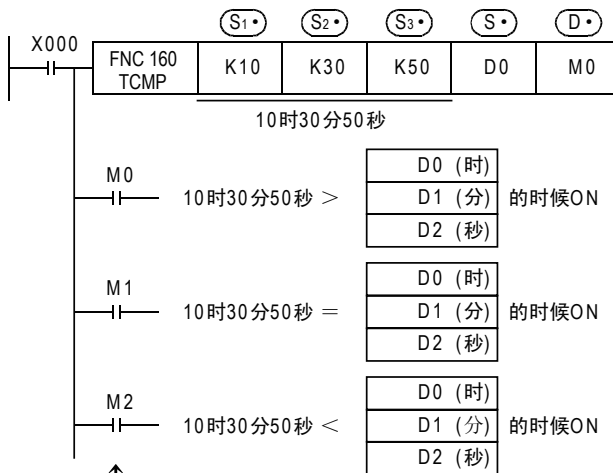 S1• S2• S3• S• D•
X000
FNC 160
TCMP
K10 K30 K50 D0 M0
10时30分50秒
M0
10时30分50秒 >
D0 (时)
D1 (分)
D2 (秒)
的时候ON
M1
10时30分50秒 =
D0 (时)
D1 (分)
D2 (秒)
的时候ON
M2
10时30分50秒 <
D0 (时)
D1 (分)
D2 (秒)
的时候ON